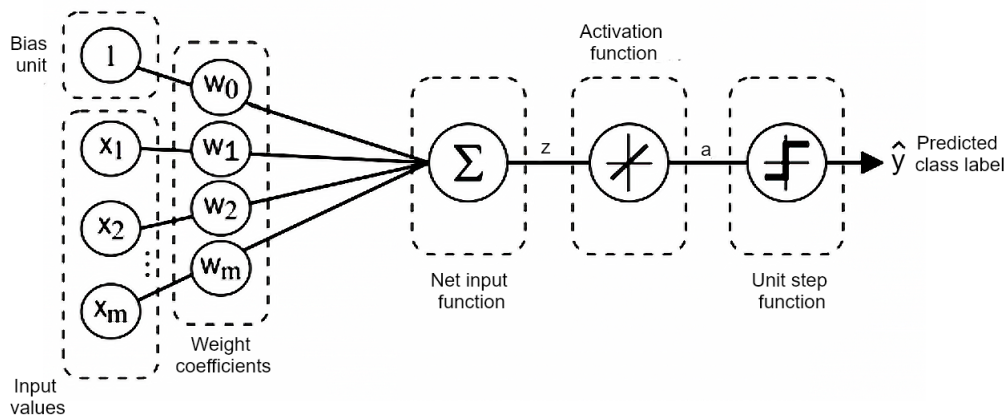 Bias
unit
1
w0
x1
w1
x2
w2
⋮
xm
wm
Input
values
Weight
coefficients
Σ
Net input
function
z
Activation
function
a
Unit step
function
ŷ
Predicted
class label